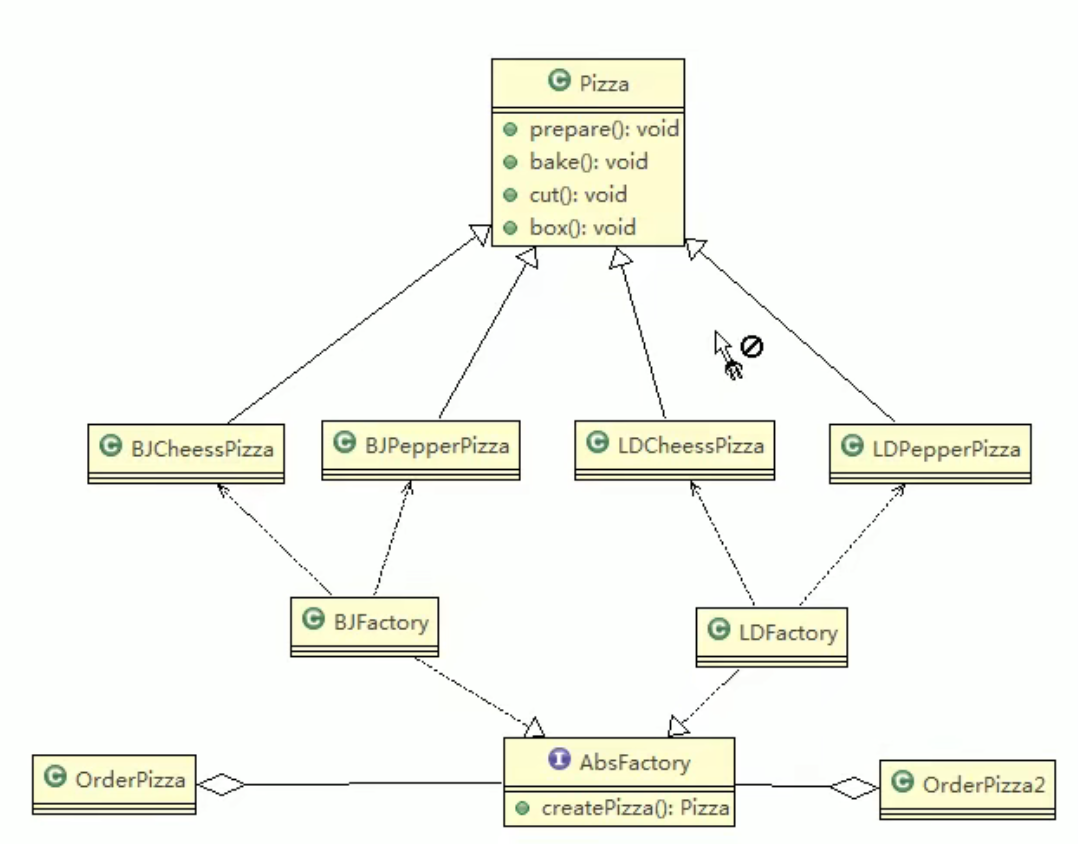 Pizza
prepare(): void
bake(): void
cut(): void
box(): void
BJCheessPizza
BJPepperPizza
LDCheessPizza
LDPepperPizza
BJFactory
LDFactory
AbsFactory
createPizza(): Pizza
OrderPizza
OrderPizza2